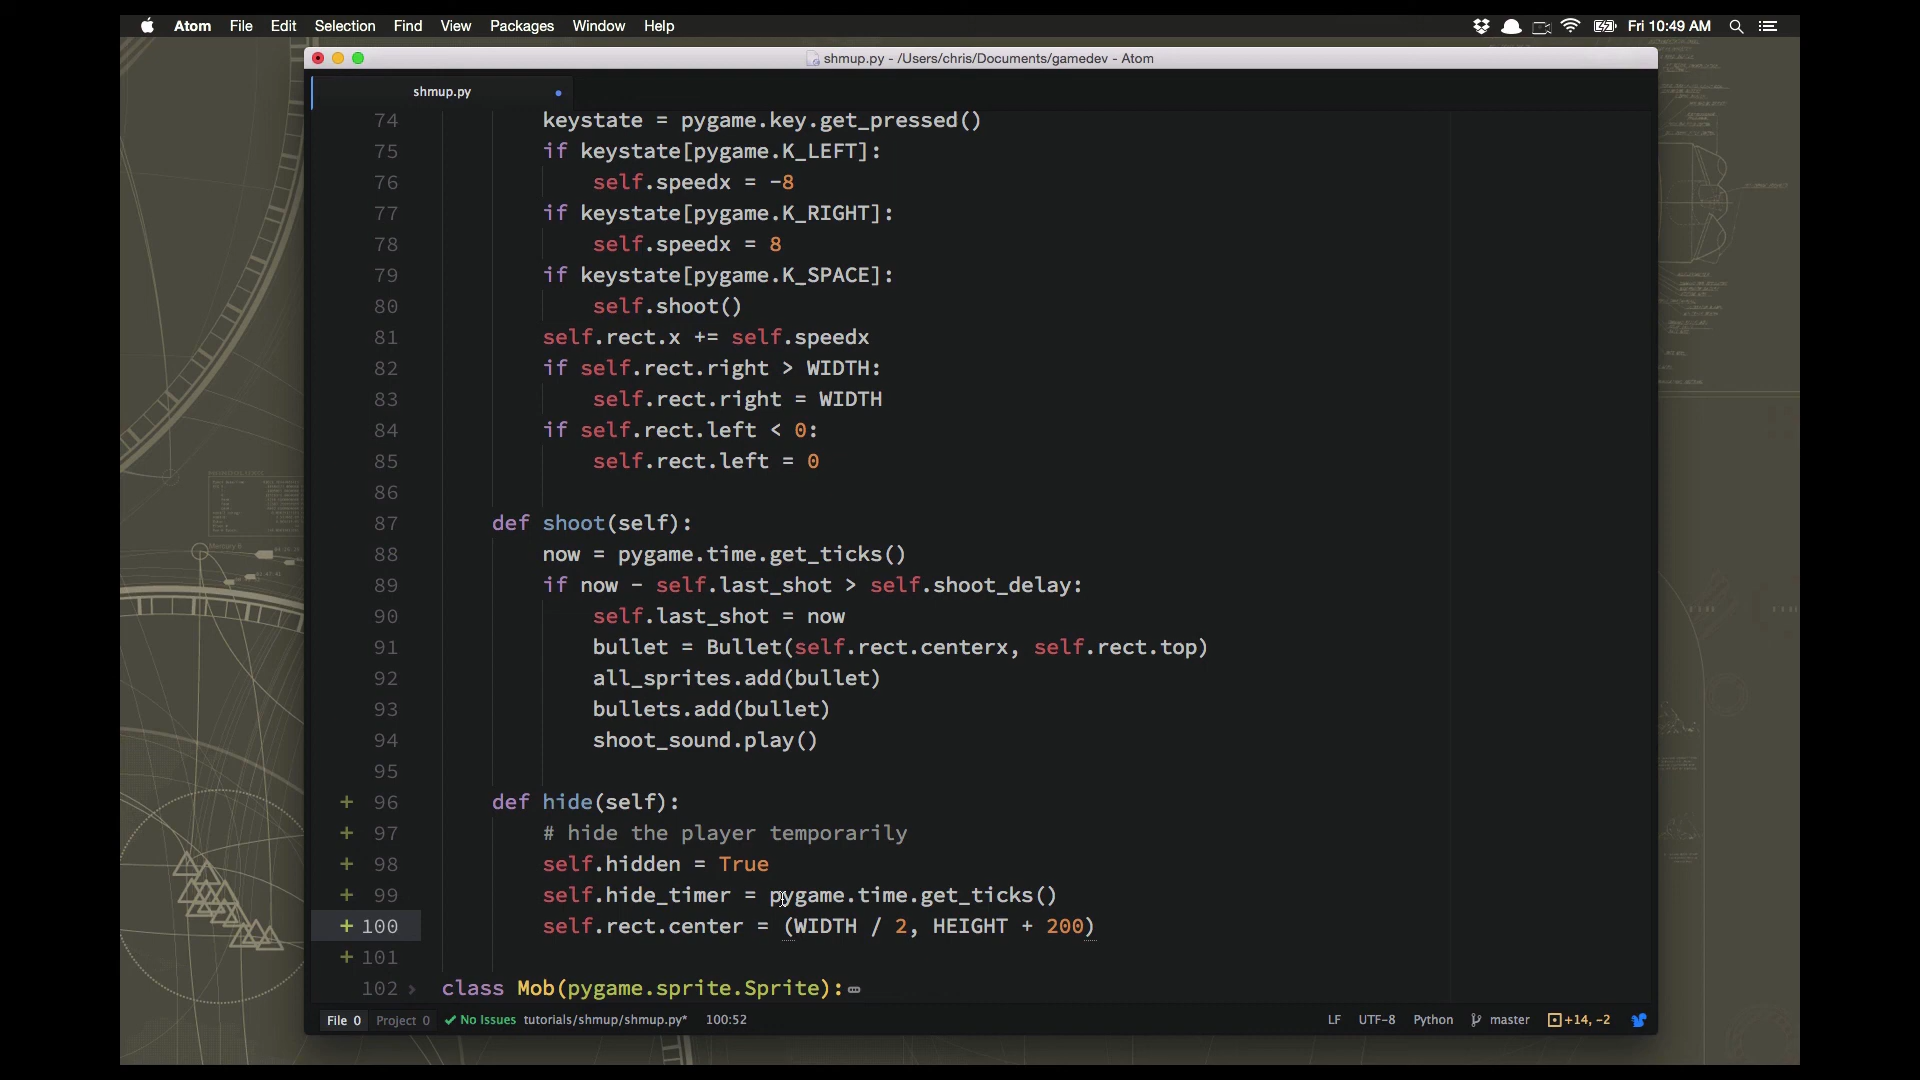 Atom File Edit Selection Find View Packages Window Help Fri 10:49 AM
shmup.py - /Users/chris/Documents/gamedev - Atom
shmup.py
74 keystate = pygame.key.get_pressed()
75 if keystate[pygame.K_LEFT]:
76 self.speedx = -8
77 if keystate[pygame.K_RIGHT]:
78 self.speedx = 8
79 if keystate[pygame.K_SPACE]:
80 self.shoot()
81 self.rect.x += self.speedx
82 if self.rect.right > WIDTH:
83 self.rect.right = WIDTH
84 if self.rect.left < 0:
85 self.rect.left = 0
86
87 def shoot(self):
88 now = pygame.time.get_ticks()
89 if now - self.last_shot > self.shoot_delay:
90 self.last_shot = now
91 bullet = Bullet(self.rect.centerx, self.rect.top)
92 all_sprites.add(bullet)
93 bullets.add(bullet)
94 shoot_sound.play()
95
+ 96 def hide(self):
+ 97 # hide the player temporarily
+ 98 self.hidden = True
+ 99 self.hide_timer = pygame.time.get_ticks()
+ 100 self.rect.center = (WIDTH / 2, HEIGHT + 200)
+ 101
102 class Mob(pygame.sprite.Sprite):
File 0 Project 0 No Issues tutorials/shmup/shmup.py* 100:52 LF UTF-8 Python master +14, -2